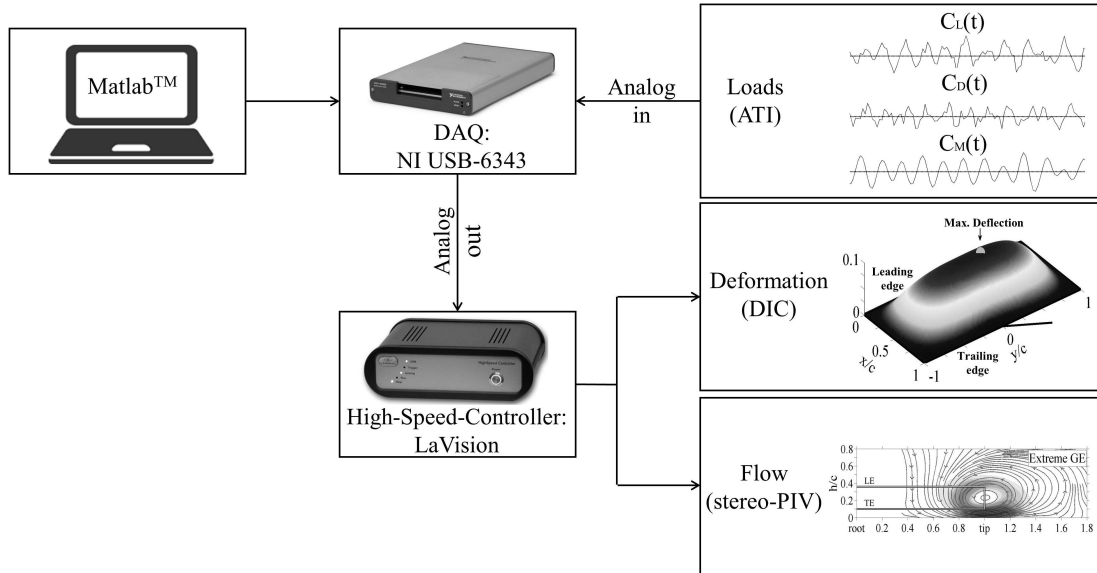 Matlab™
DAQ:
NI USB-6343
Analog
in
Loads
(ATI)
C_L(t)
C_D(t)
C_M(t)
Analog
out
High-Speed-Controller:
LaVision
Deformation
(DIC)
Max. Deflection
Leading
edge
Trailing
edge
0.1
0
0
0.5
1
x/c
-1
0
1
y/c
Flow
(stereo-PIV)
Extreme GE
h/c
0.8
0.6
0.4
0.2
0
LE
TE
root 0.2 0.4 0.6 0.8 tip 1.2 1.4 1.6 1.8